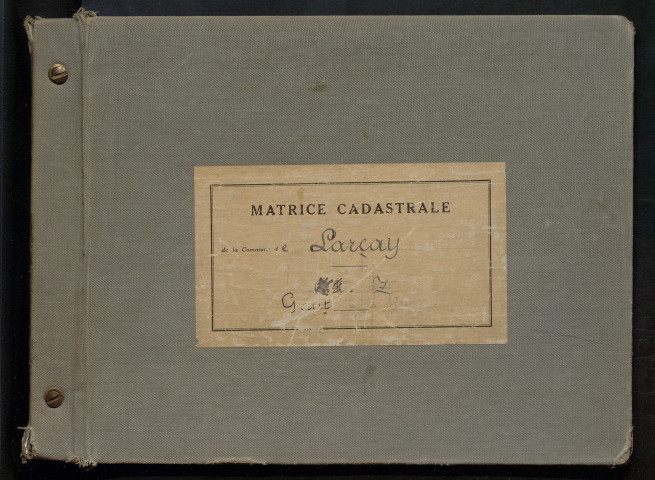 MATRICE CADASTRALE
de la Commune de Larçay
Z